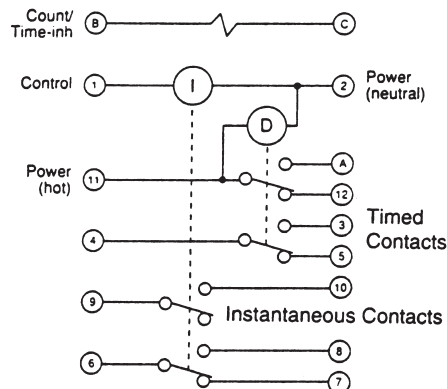 Count/
Time-inh
B
C
Control
1
I
2
Power
(neutral)
D
Power
(hot)
11
A
12
3
Timed
Contacts
4
5
10
9
Instantaneous Contacts
8
6
7